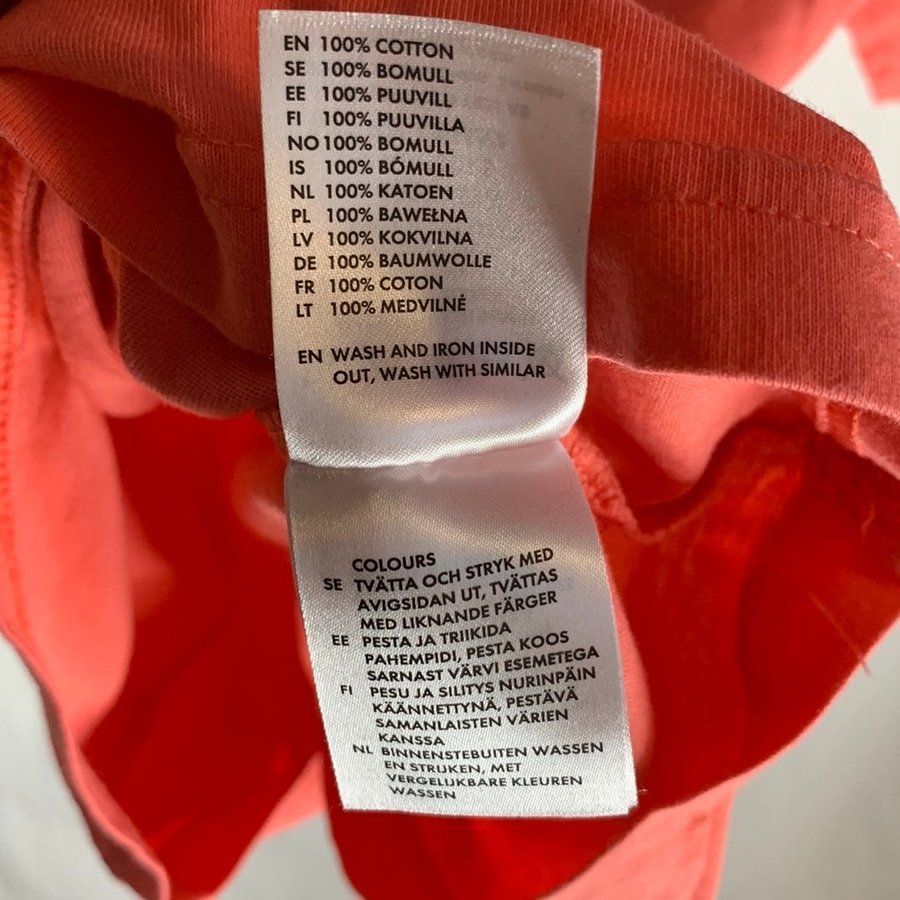 EN 100% COTTON
SE 100% BOMULL
EE 100% PUUVILL
FI 100% PUUVILLA
NO 100% BOMULL
IS 100% BÓMULL
NL 100% KATOEN
PL 100% BAWEŁNA
LV 100% KOKVILNA
DE 100% BAUMWOLLE
FR 100% COTON
LT 100% MEDVILNĖ
EN WASH AND IRON INSIDE
OUT, WASH WITH SIMILAR
COLOURS
SE TVÄTTA OCH STRYK MED
AVIGSIDAN UT, TVÄTTAS
MED LIKNANDE FÄRGER
EE PESTA JA TRIIKIDA
PAHEMPIDI, PESTA KOOS
SARNAST VÄRVI ESEMETEGA
FI PESU JA SILITYS NURINPÄIN
KÄÄNNETTYNÄ, PESTÄVÄ
SAMANLAISTEN VÄRIEN
KANSSA
NL BINNENSTEBUITEN WASSEN
EN STRIJKEN, MET
VERGELIJKBARE KLEUREN
WASSEN